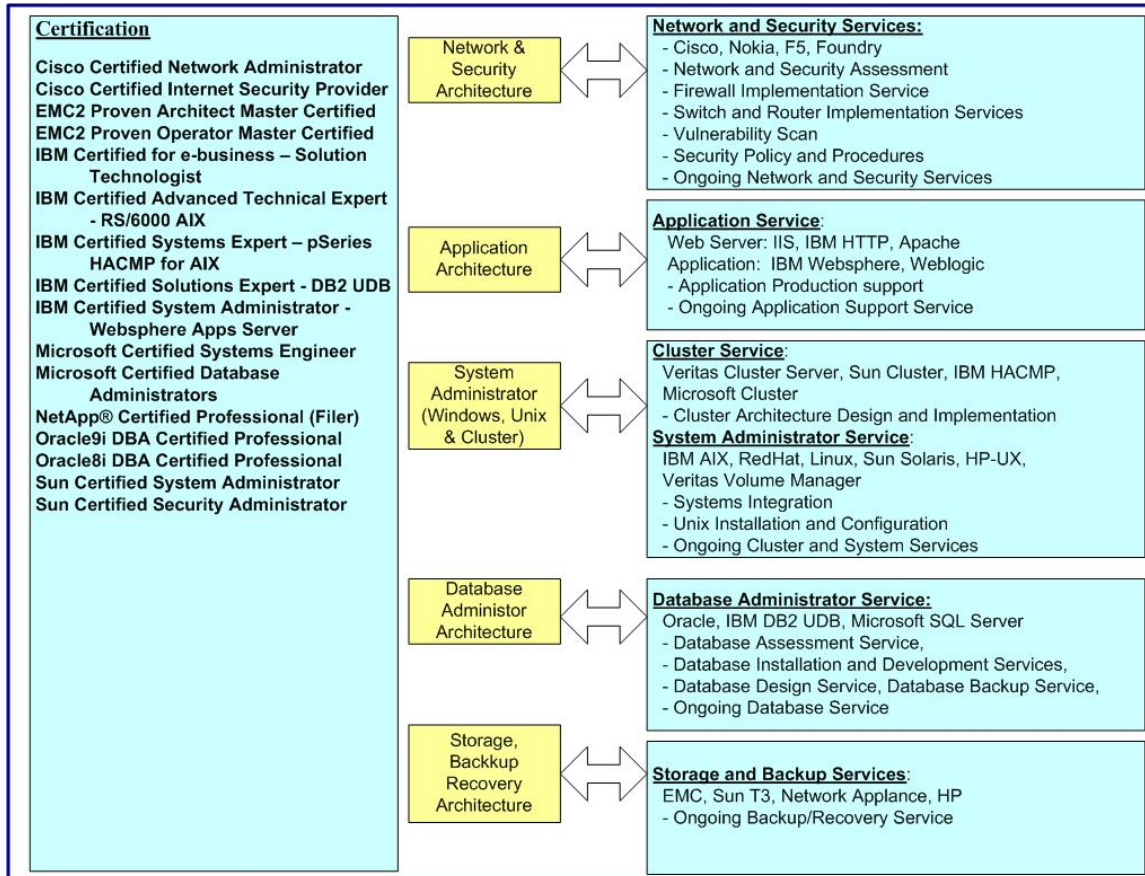 Certification
Cisco Certified Network Administrator
Cisco Certified Internet Security Provider
EMC2 Proven Architect Master Certified
EMC2 Proven Operator Master Certified
IBM Certified for e-business – Solution
Technologist
IBM Certified Advanced Technical Expert
- RS/6000 AIX
IBM Certified Systems Expert – pSeries
HACMP for AIX
IBM Certified Solutions Expert - DB2 UDB
IBM Certified System Administrator -
Websphere Apps Server
Microsoft Certified Systems Engineer
Microsoft Certified Database
Administrators
NetApp® Certified Professional (Filer)
Oracle9i DBA Certified Professional
Oracle8i DBA Certified Professional
Sun Certified System Administrator
Sun Certified Security Administrator
Network &
Security
Architecture
Network and Security Services:
- Cisco, Nokia, F5, Foundry
- Network and Security Assessment
- Firewall Implementation Service
- Switch and Router Implementation Services
- Vulnerability Scan
- Security Policy and Procedures
- Ongoing Network and Security Services
Application
Architecture
Application Service:
Web Server: IIS, IBM HTTP, Apache
Application: IBM Websphere, Weblogic
- Application Production support
- Ongoing Application Support Service
System
Administrator
(Windows, Unix
& Cluster)
Cluster Service:
Veritas Cluster Server, Sun Cluster, IBM HACMP,
Microsoft Cluster
- Cluster Architecture Design and Implementation
System Administrator Service:
IBM AIX, RedHat, Linux, Sun Solaris, HP-UX,
Veritas Volume Manager
- Systems Integration
- Unix Installation and Configuration
- Ongoing Cluster and System Services
Database
Administor
Architecture
Database Administrator Service:
Oracle, IBM DB2 UDB, Microsoft SQL Server
- Database Assessment Service,
- Database Installation and Development Services,
- Database Design Service, Database Backup Service,
- Ongoing Database Service
Storage,
Backkup
Recovery
Architecture
Storage and Backup Services:
EMC, Sun T3, Network Applance, HP
- Ongoing Backup/Recovery Service